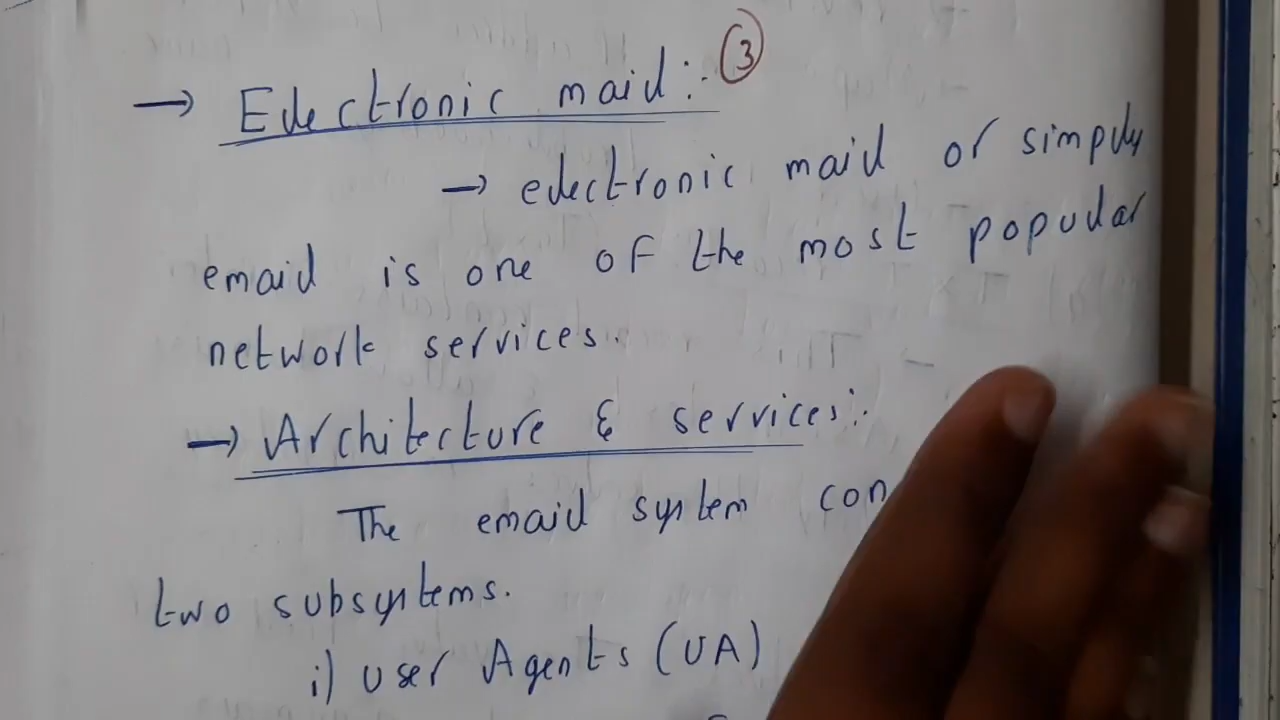 → Electronic mail :- ③
→ electronic mail or simply
email is one of the most popular
network services.
→ Architecture & services:-
The email system con
two subsystems.
i) user Agents (UA)